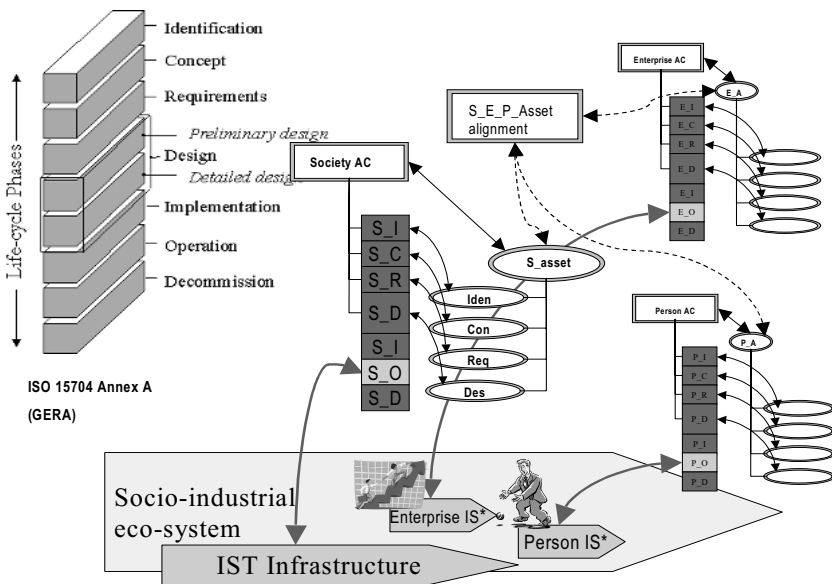 Identification
Concept
Requirements
Preliminary design
Design
Detailed design
Implementation
Operation
Decommission
Life-cycle Phases
ISO 15704 Annex A
(GERA)
Society AC
S_I
S_C
S_R
S_D
S_I
S_O
S_D
S_E_P_Asset
alignment
S_asset
Iden
Con
Req
Des
Enterprise AC
E_A
E_I
E_C
E_R
E_D
E_I
E_O
E_D
Person AC
P_A
P_I
P_C
P_R
P_D
P_I
P_O
P_D
Socio-industrial
eco-system
Enterprise IS*
Person IS*
IST Infrastructure